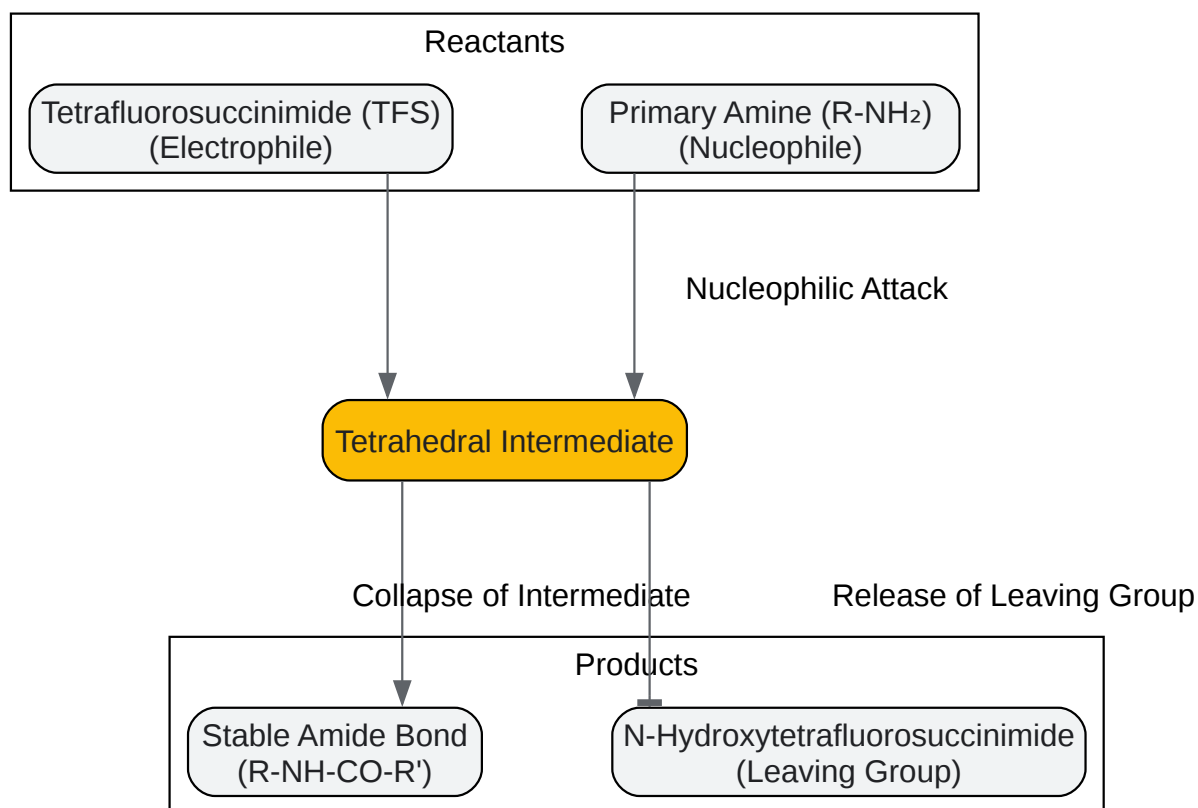 Reactants
Tetrafluorosuccinimide (TFS)
(Electrophile)
Primary Amine (R-NH₂)
(Nucleophile)
Nucleophilic Attack
Tetrahedral Intermediate
Collapse of Intermediate
Release of Leaving Group
Products
Stable Amide Bond
(R-NH-CO-R')
N-Hydroxytetrafluorosuccinimide
(Leaving Group)